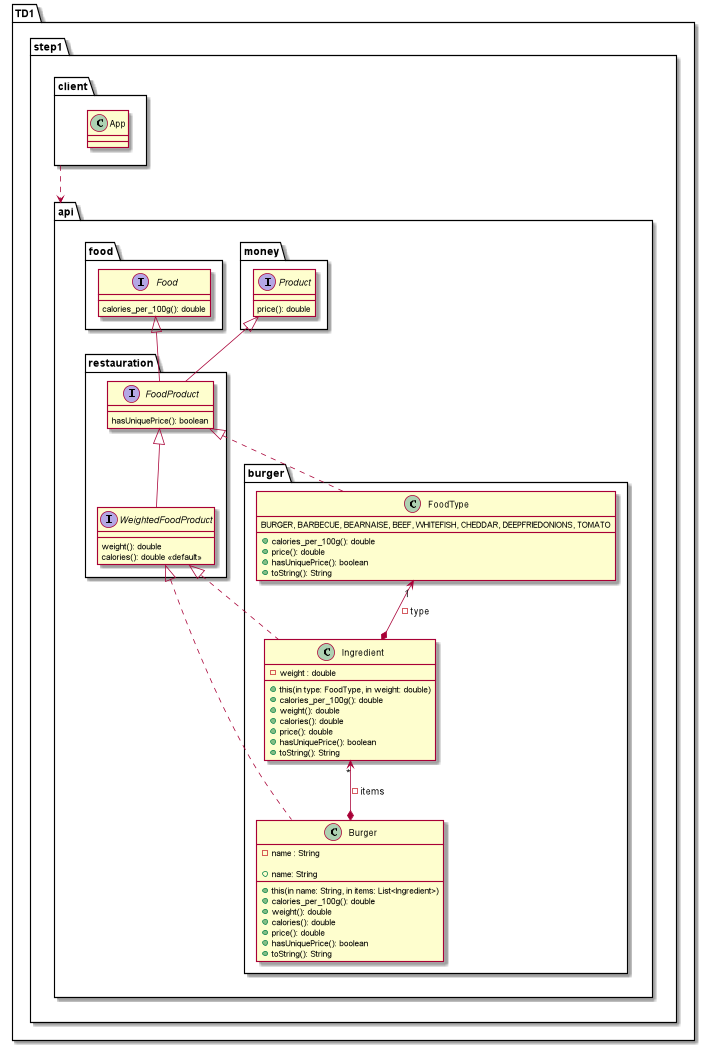 TD1
step1
client
C App
api
food
I Food
calories_per_100g(): double
money
I Product
price(): double
restauration
I FoodProduct
hasUniquePrice(): boolean
I WeightedFoodProduct
weight(): double
calories(): double «default»
burger
C FoodType
BURGER, BARBECUE, BEARNAISE, BEEF, WHITEFISH, CHEDDAR, DEEPFRIEDONIONS, TOMATO
calories_per_100g(): double
price(): double
hasUniquePrice(): boolean
toString(): String
1
type
C Ingredient
weight : double
this(in type: FoodType, in weight: double)
calories_per_100g(): double
weight(): double
calories(): double
price(): double
hasUniquePrice(): boolean
toString(): String
*
items
C Burger
name : String
name: String
this(in name: String, in items: List<Ingredient>)
calories_per_100g(): double
weight(): double
calories(): double
price(): double
hasUniquePrice(): boolean
toString(): String